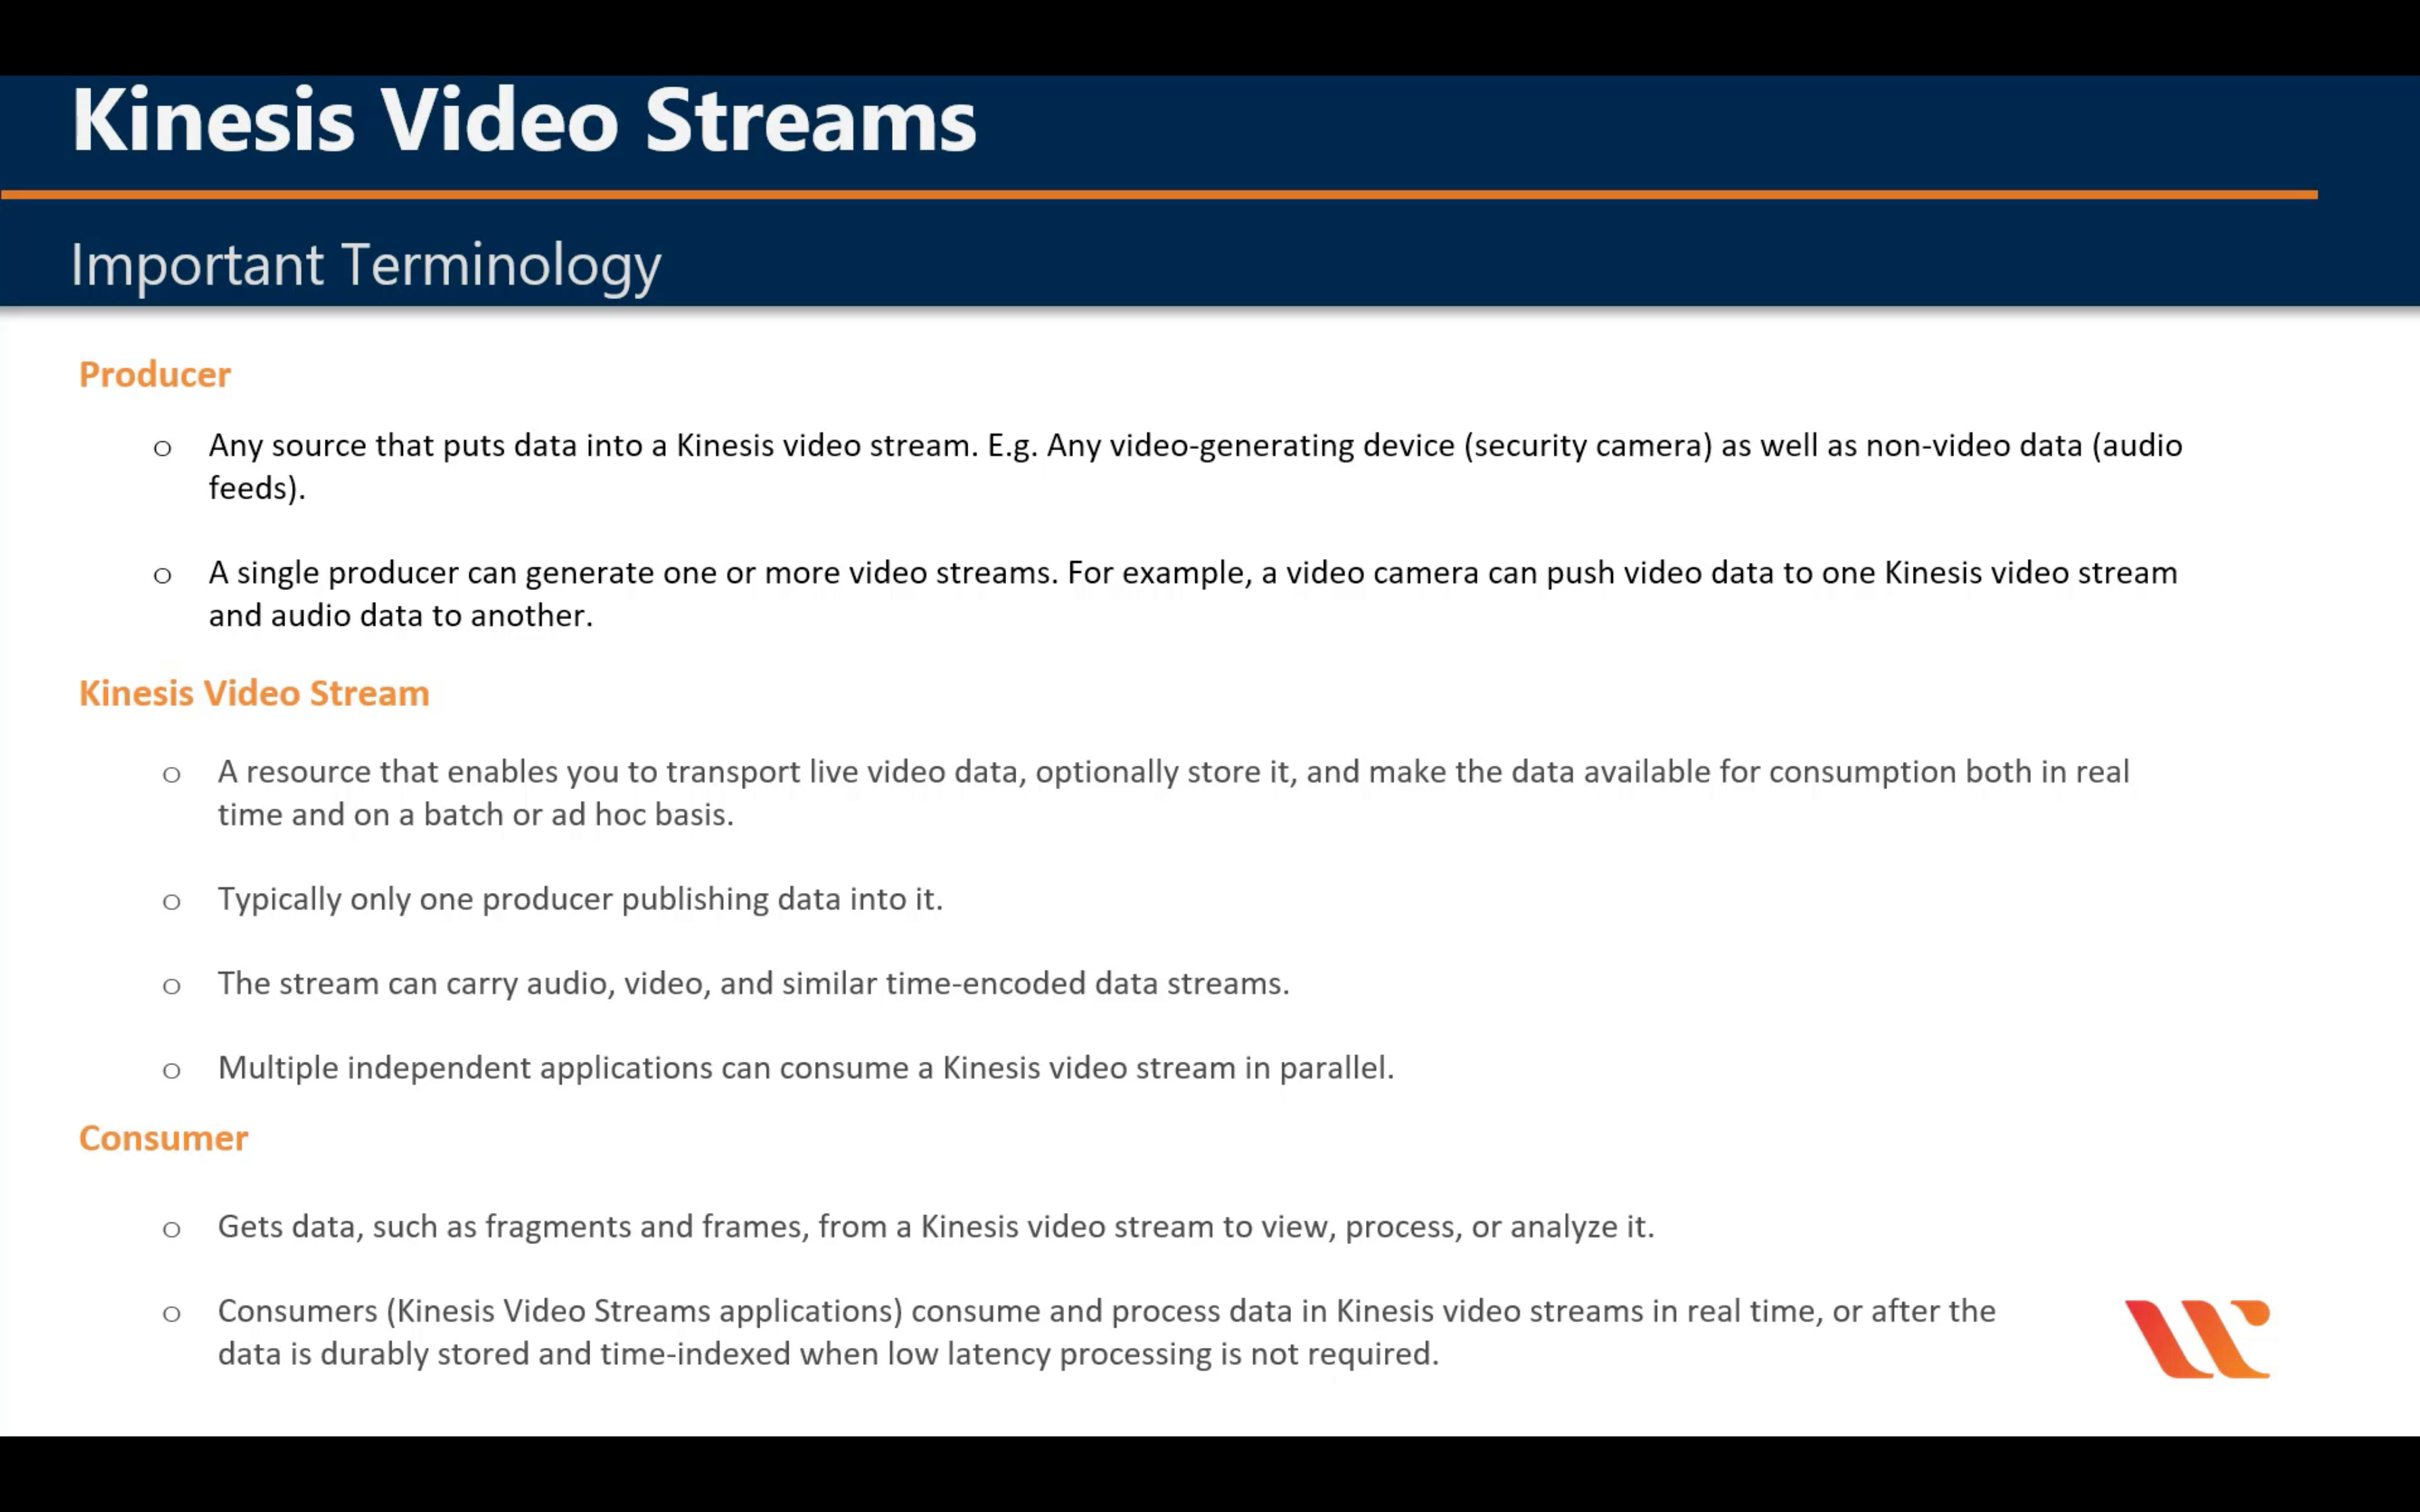 Kinesis Video Streams
Important Terminology
Producer
o Any source that puts data into a Kinesis video stream. E.g. Any video-generating device (security camera) as well as non-video data (audio
feeds).
o A single producer can generate one or more video streams. For example, a video camera can push video data to one Kinesis video stream
and audio data to another.
Kinesis Video Stream
o A resource that enables you to transport live video data, optionally store it, and make the data available for consumption both in real
time and on a batch or ad hoc basis.
o Typically only one producer publishing data into it.
o The stream can carry audio, video, and similar time-encoded data streams.
o Multiple independent applications can consume a Kinesis video stream in parallel.
Consumer
o Gets data, such as fragments and frames, from a Kinesis video stream to view, process, or analyze it.
o Consumers (Kinesis Video Streams applications) consume and process data in Kinesis video streams in real time, or after the
data is durably stored and time-indexed when low latency processing is not required.